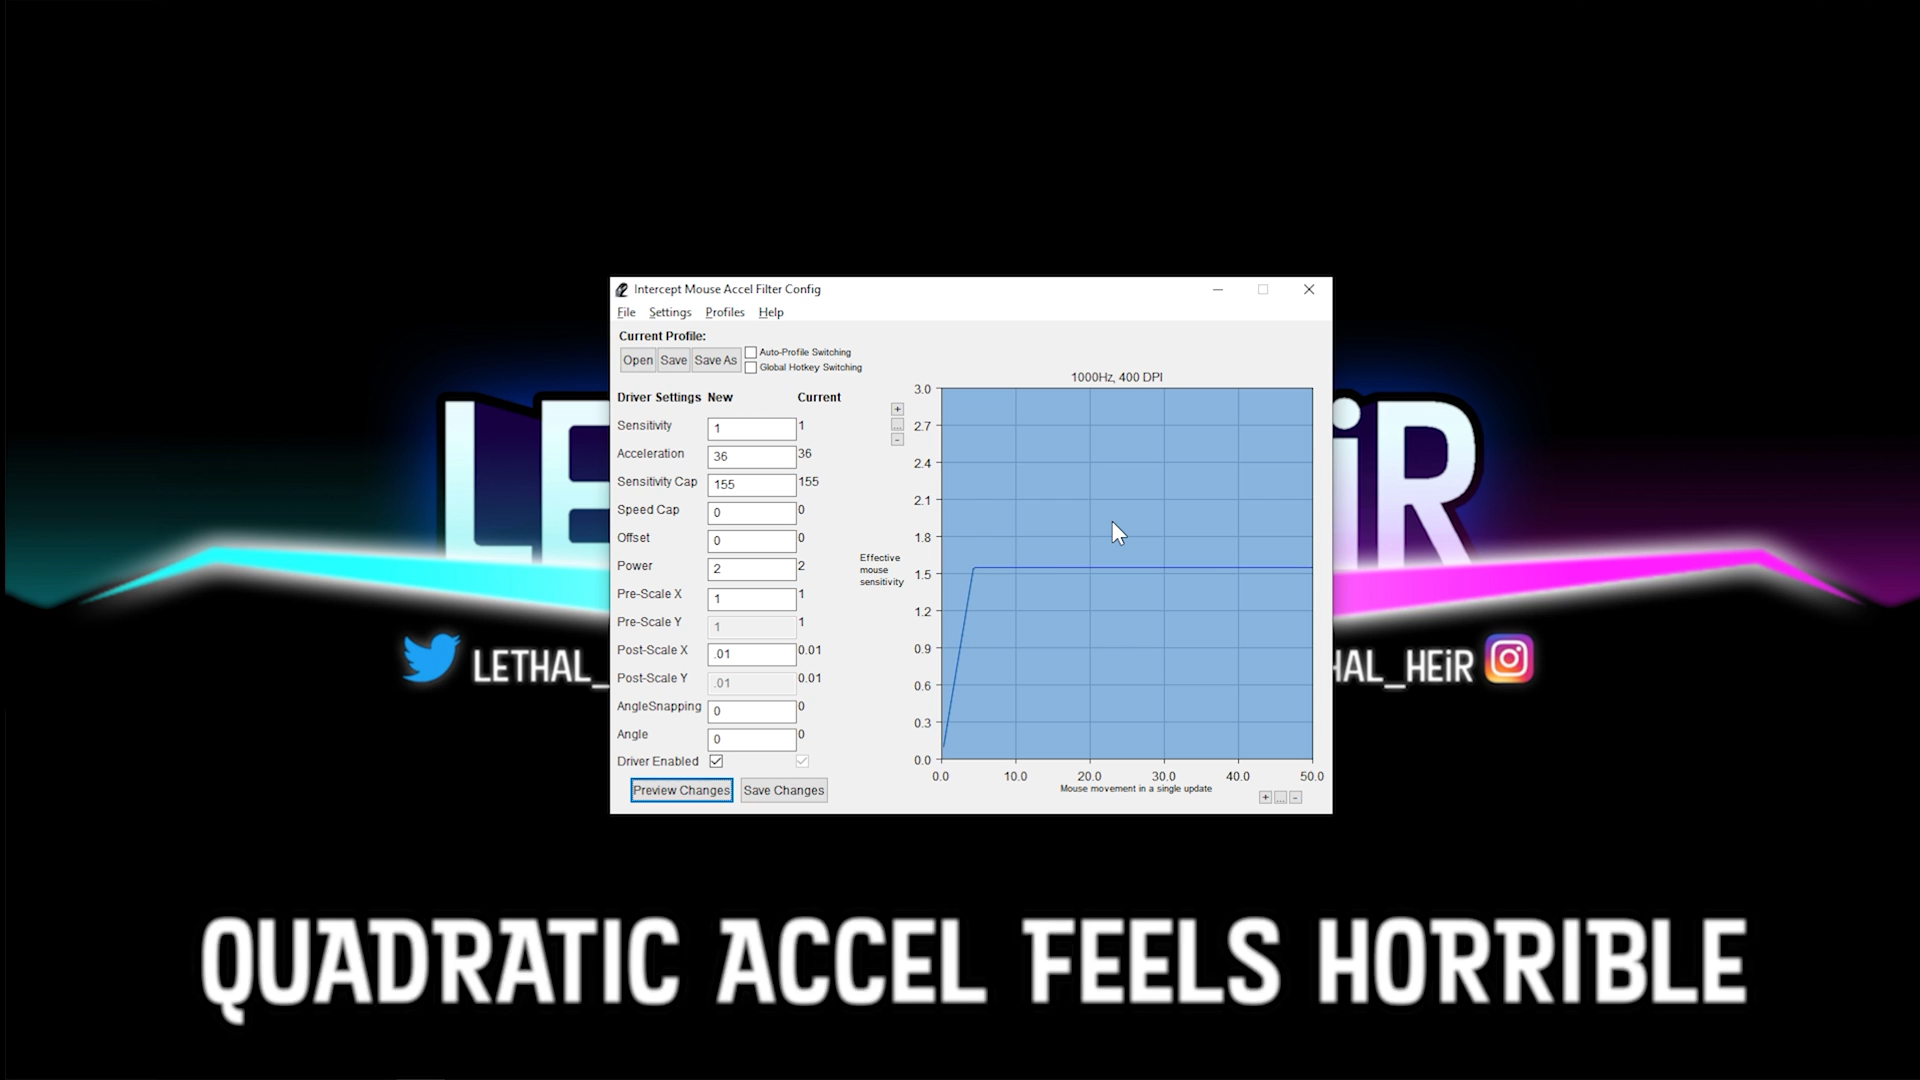 Intercept Mouse Accel Filter Config
File Settings Profiles Help
Current Profile:
Open Save Save As
Auto-Profile Switching
Global Hotkey Switching
Driver Settings New Current
Sensitivity 1 1
Acceleration 36 36
Sensitivity Cap 155 155
Speed Cap 0 0
Offset 0 0
Power 2 2
Pre-Scale X 1 1
Pre-Scale Y 1 1
Post-Scale X .01 0.01
Post-Scale Y .01 0.01
AngleSnapping 0 0
Angle 0 0
Driver Enabled
Preview Changes Save Changes
1000Hz, 400 DPI
+
...
-
3.0
2.7
2.4
2.1
1.8
1.5
1.2
0.9
0.6
0.3
0.0
Effective
mouse
sensitivity
0.0 10.0 20.0 30.0 40.0 50.0
Mouse movement in a single update
+ ... -
LE iR
LETHAL_ HAL_HEiR
QUADRATIC ACCEL FEELS HORRIBLE